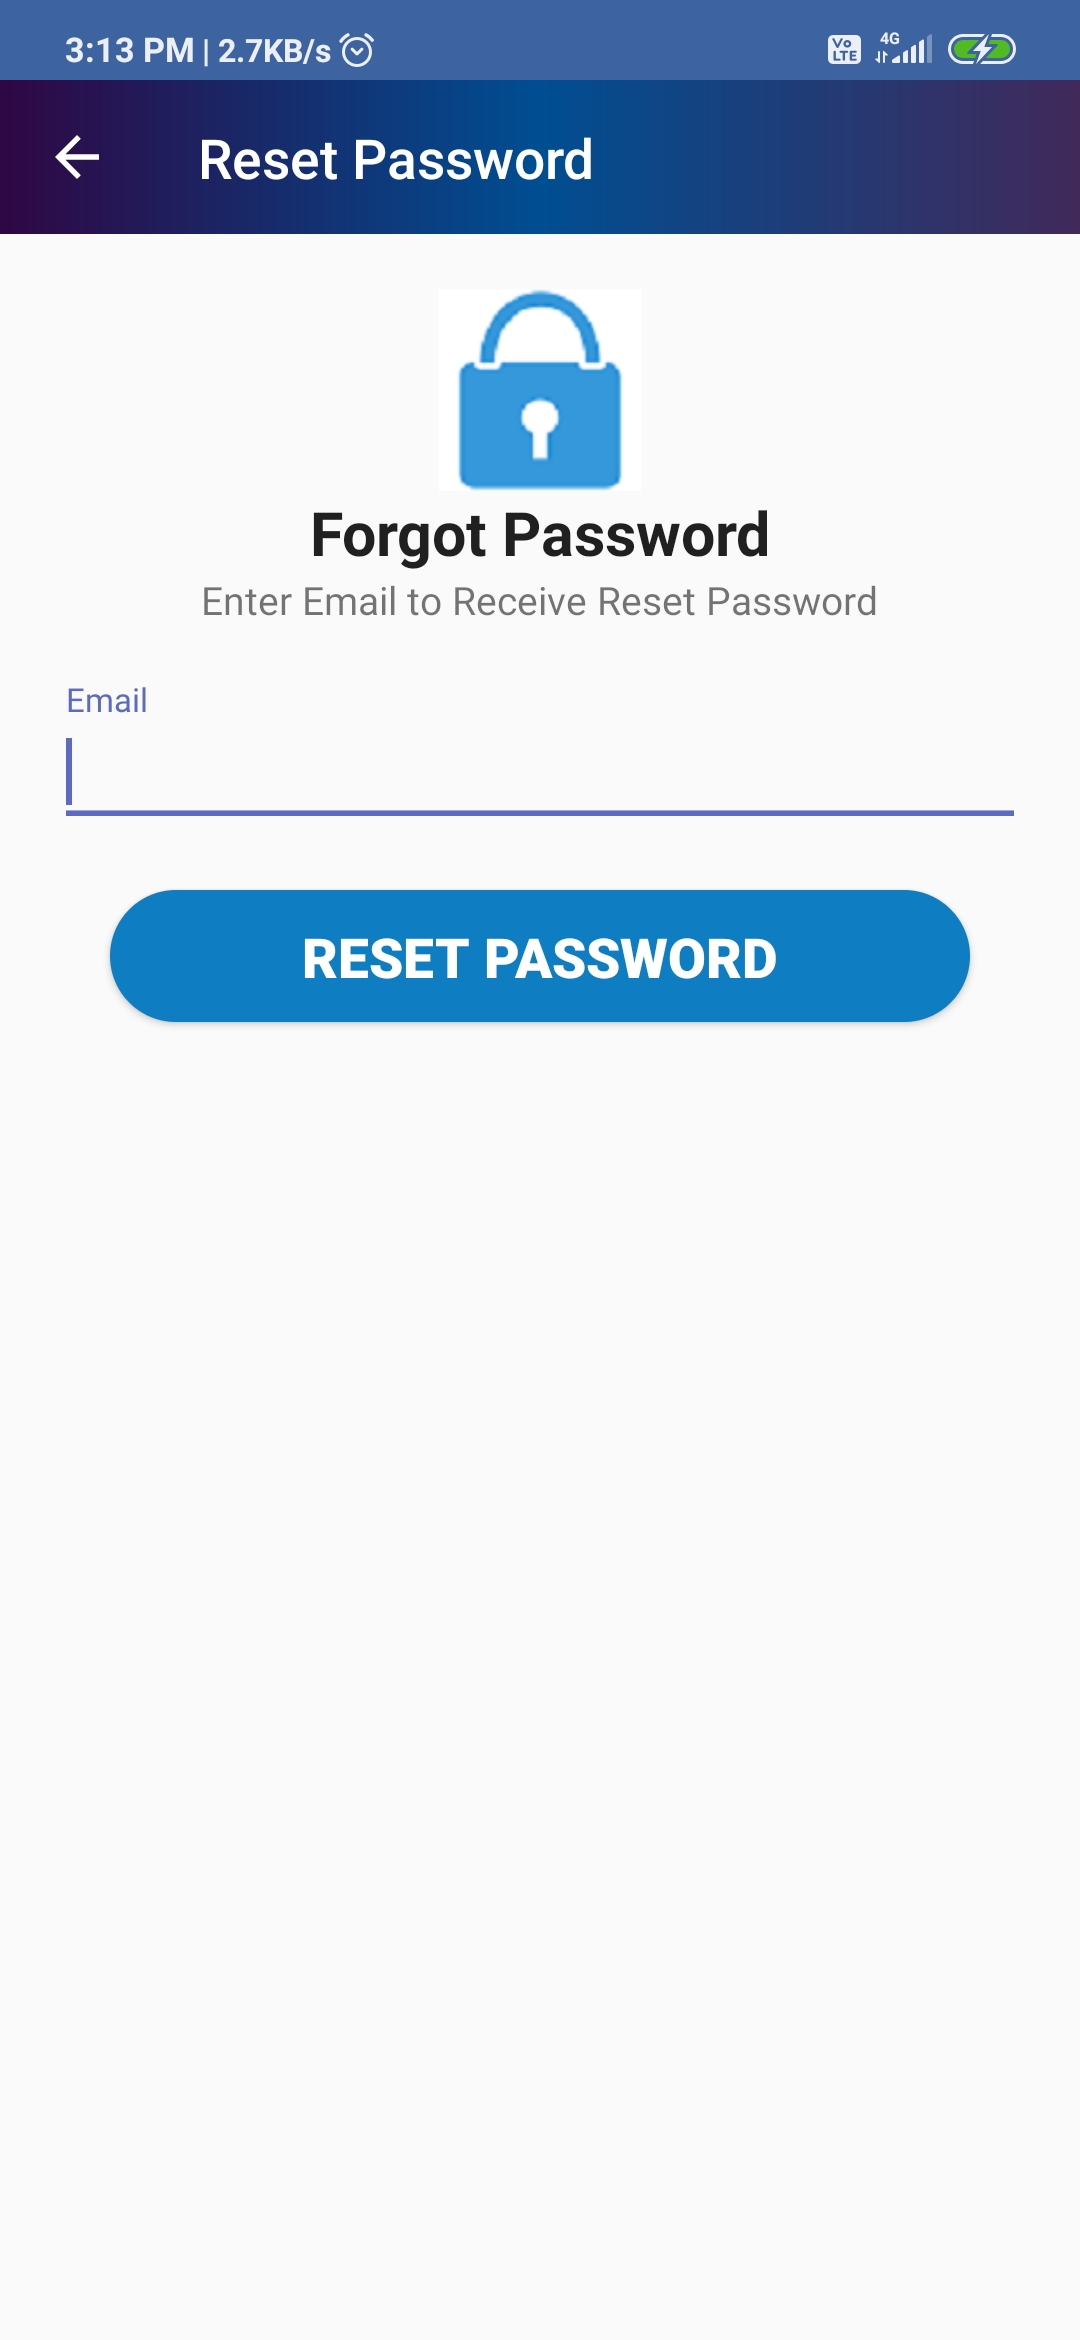 3:13 PM | 2.7KB/s Vo LTE 4G
Reset Password
Forgot Password
Enter Email to Receive Reset Password
Email
RESET PASSWORD